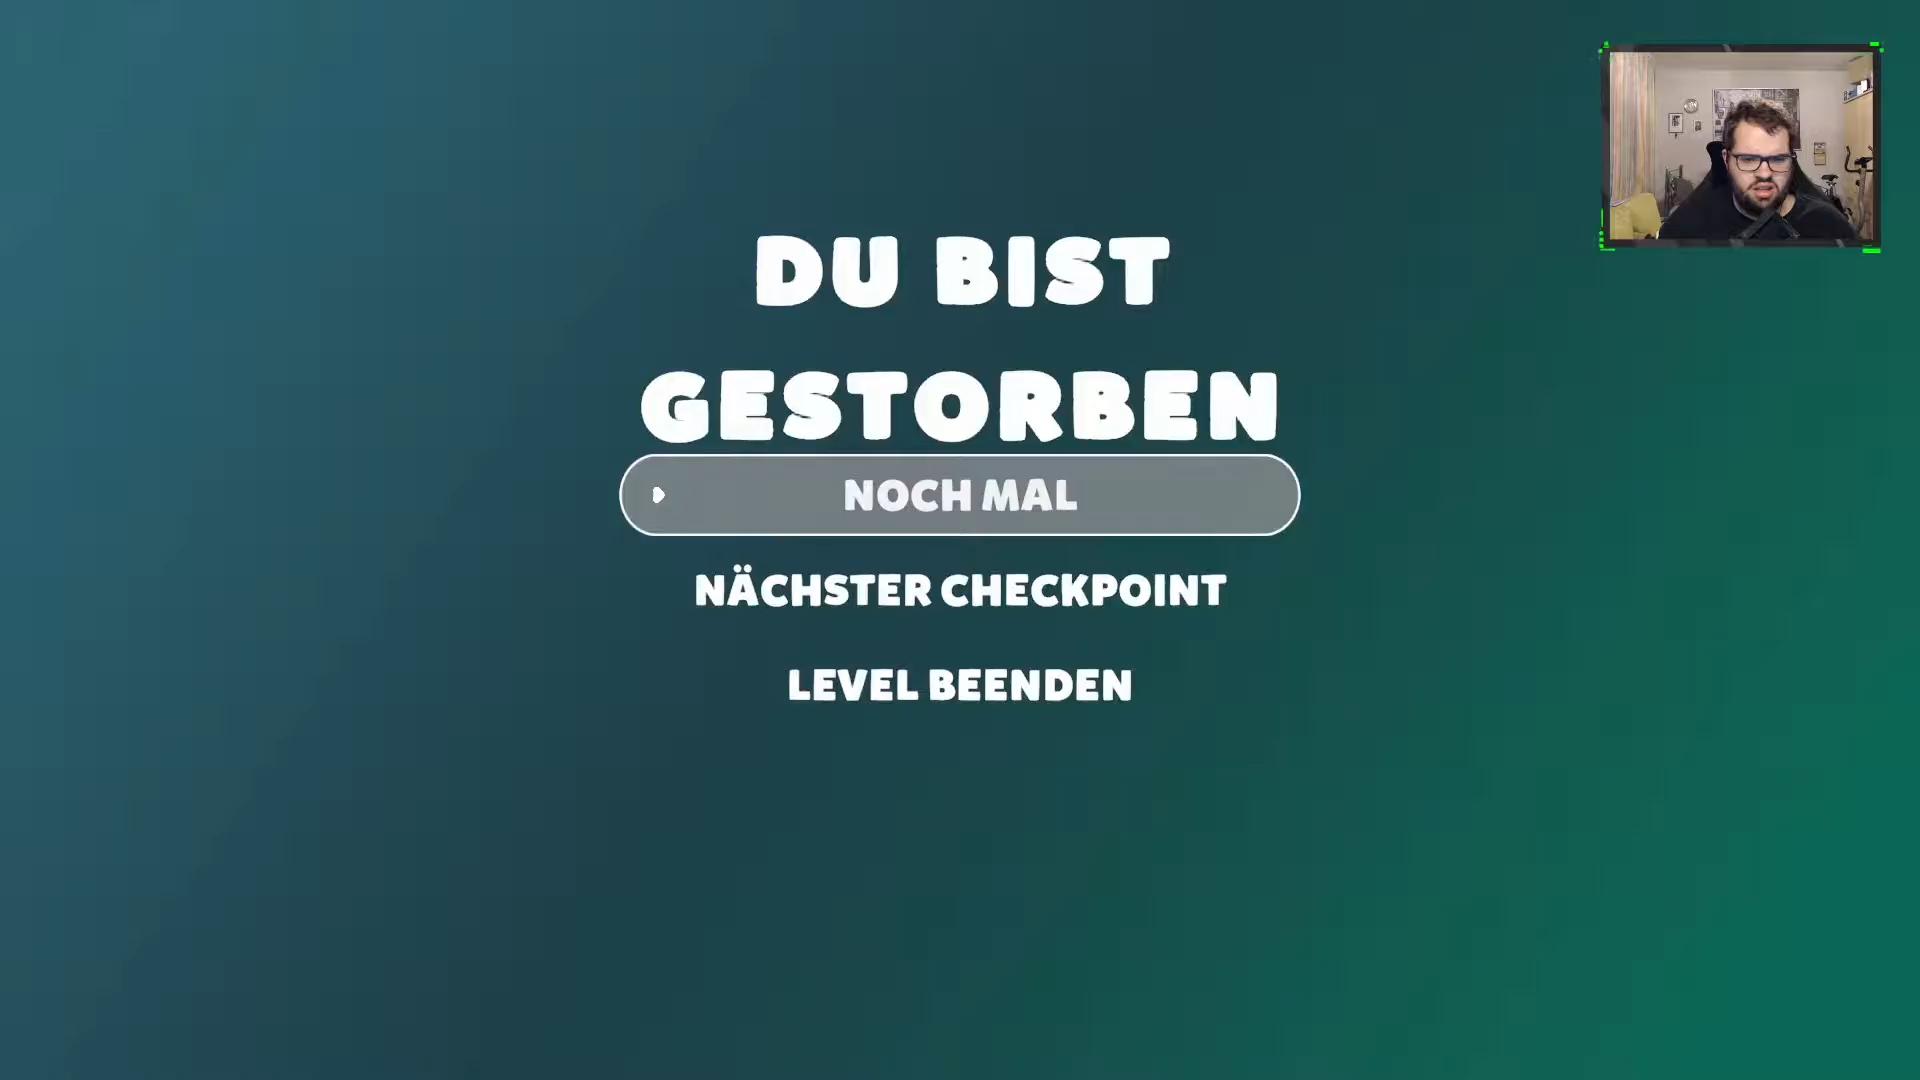 DU BIST
GESTORBEN
NOCH MAL
NÄCHSTER CHECKPOINT
LEVEL BEENDEN